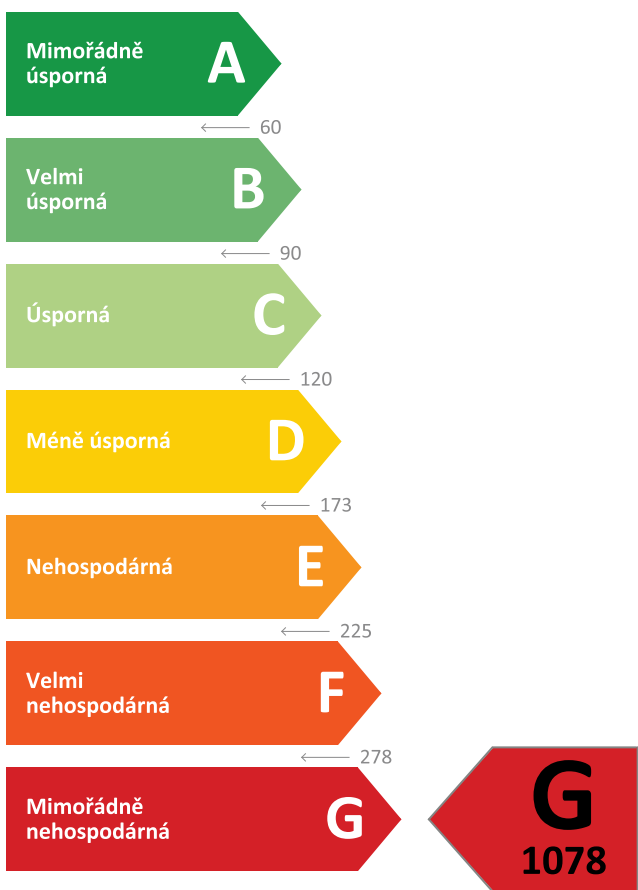 Mimořádně
úsporná
A
60
Velmi
úsporná
B
90
Úsporná
C
120
Méně úsporná
D
173
Nehospodárná
E
225
Velmi
nehospodárná
F
278
Mimořádně
nehospodárná
G
G
1078